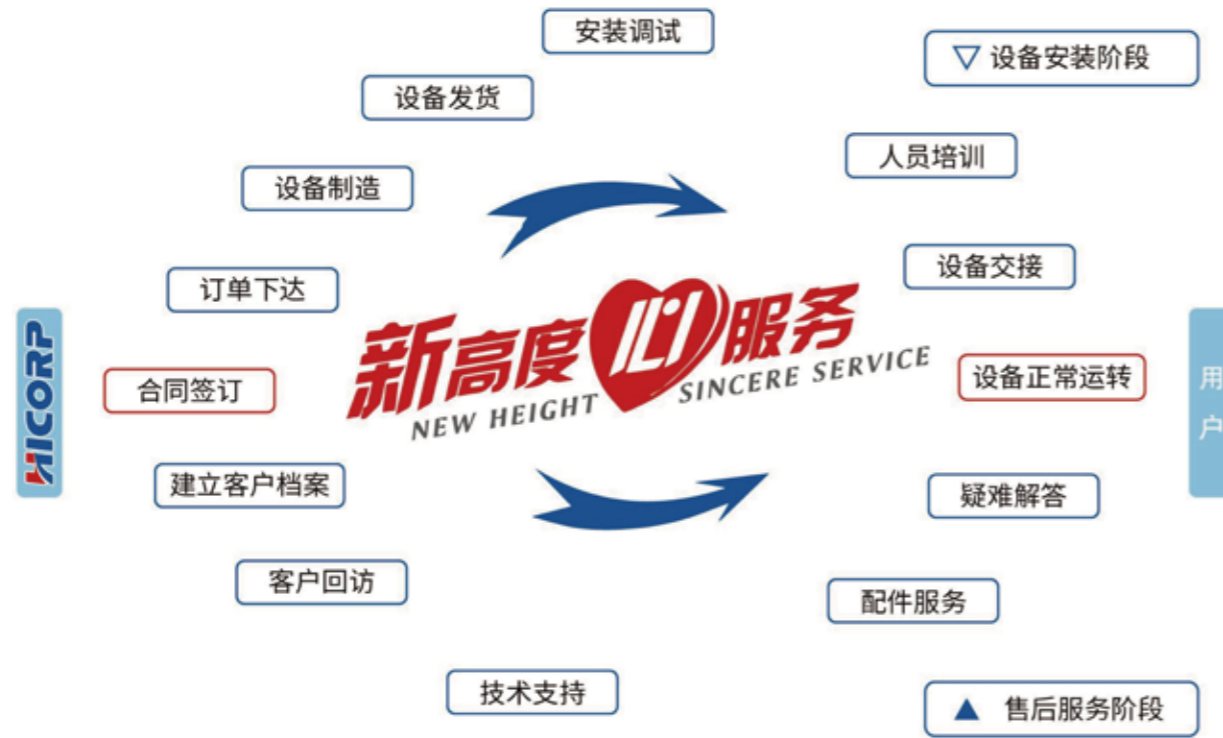 安装调试
▽ 设备安装阶段
设备发货
人员培训
设备制造
设备交接
订单下达
新高度心服务
NEW HEIGHT SINCERE SERVICE
HICORP
合同签订
设备正常运转
用户
建立客户档案
疑难解答
客户回访
配件服务
技术支持
▲ 售后服务阶段